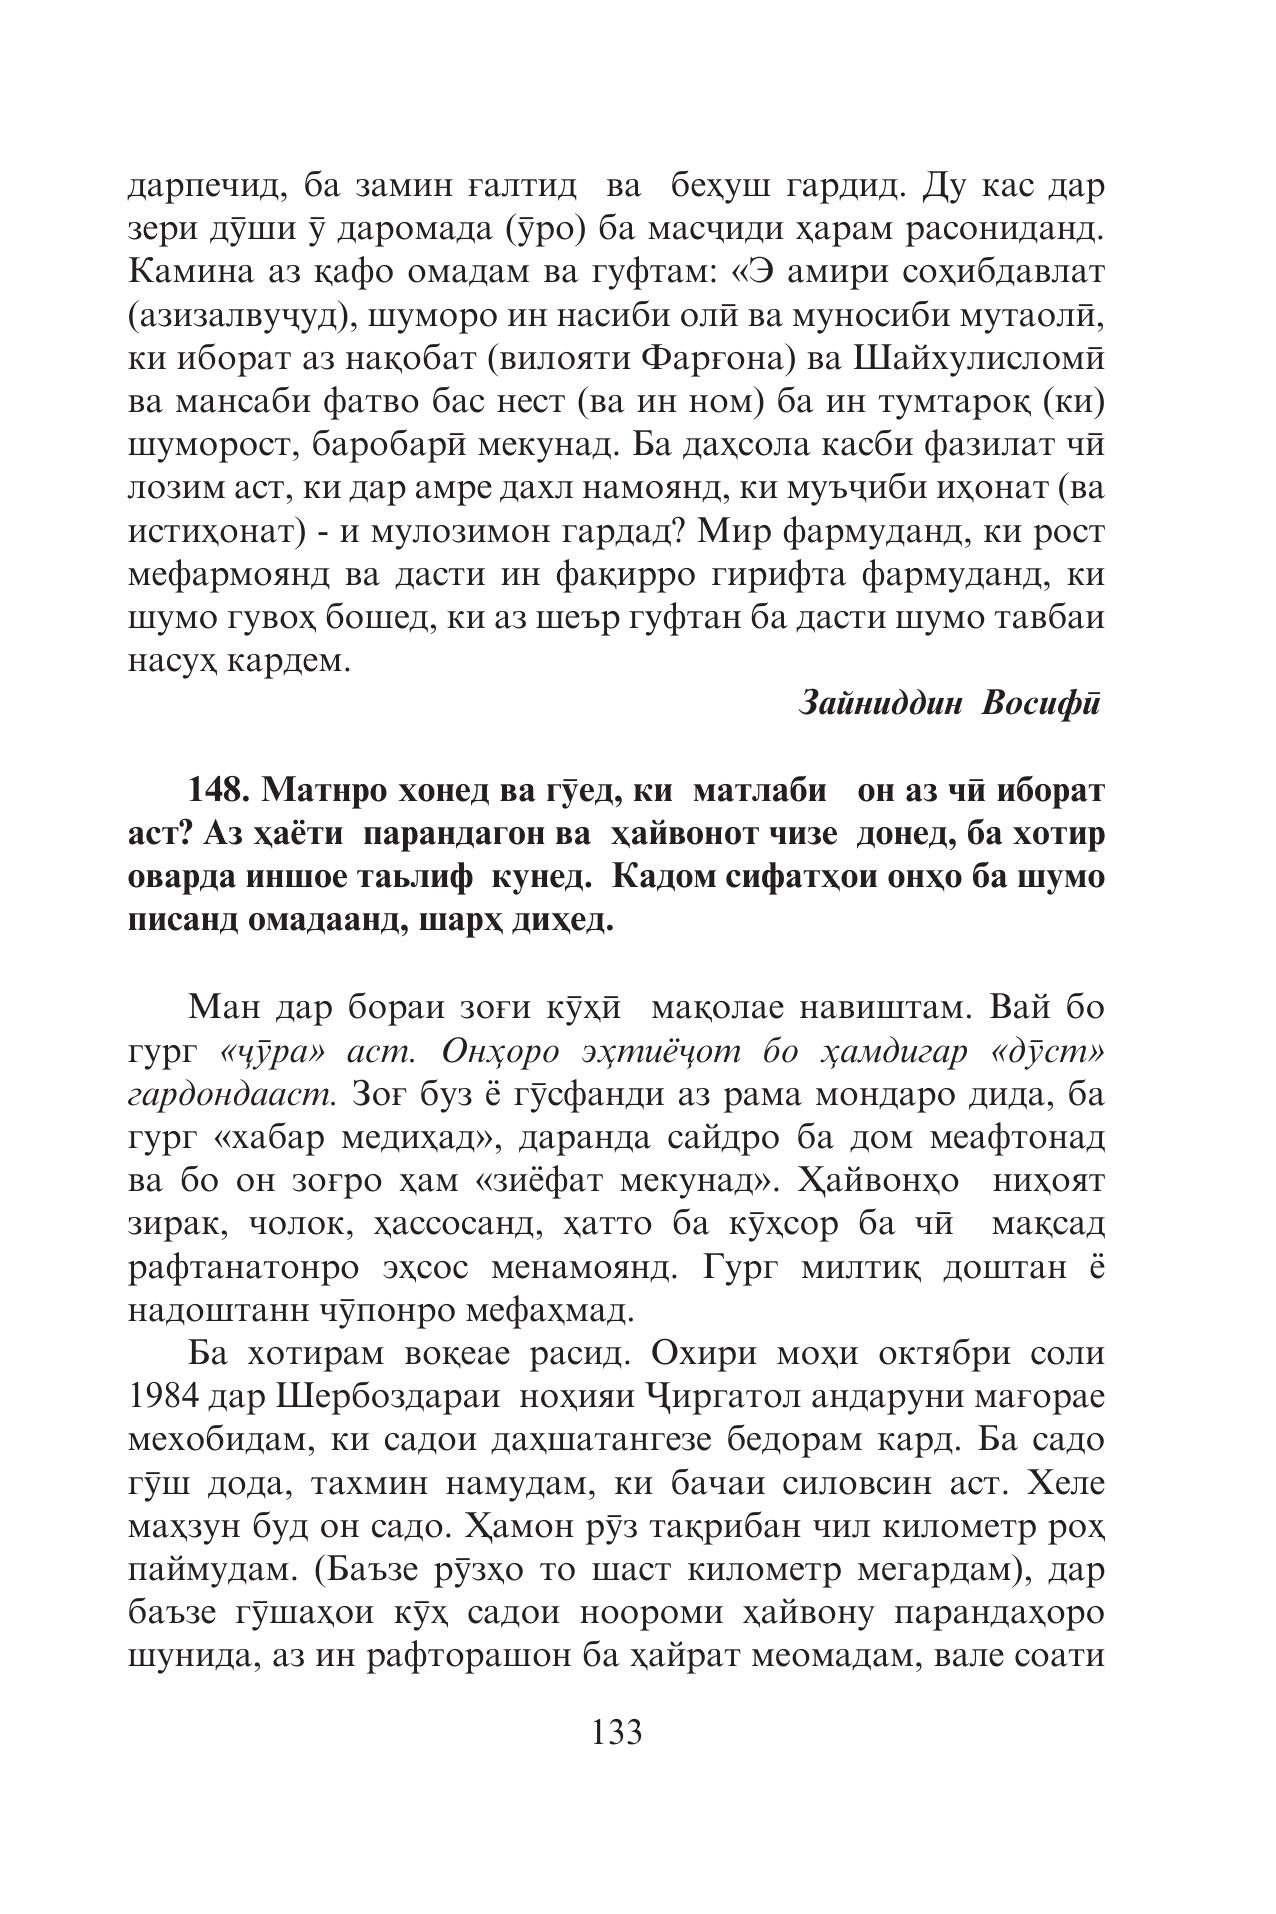 дарпечид, ба замин ғалтид ва беҳуш гардид. Ду кас дар
зери дӯши ӯ даромада (ӯро) ба масҷиди ҳарам расониданд.
Камина аз қафо омадам ва гуфтам: «Э амири соҳибдавлат
(азизалвуҷуд), шуморо ин насиби олӣ ва муносиби мутаолӣ,
ки иборат аз нақобат (вилояти Фарғона) ва Шайхулисломӣ
ва мансаби фатво бас нест (ва ин ном) ба ин тумтароқ (ки)
шуморост, баробарӣ мекунад. Ба даҳсола касби фазилат чӣ
лозим аст, ки дар амре дахл намоянд, ки муъҷиби иҳонат (ва
истиҳонат) - и мулозимон гардад? Мир фармуданд, ки рост
мефармоянд ва дасти ин фақирро гирифта фармуданд, ки
шумо гувоҳ бошед, ки аз шеър гуфтан ба дасти шумо тавбаи
насуҳ кардем.
Зайниддин Восифӣ
148. Матнро хонед ва гӯед, ки матлаби он аз чӣ иборат
аст? Аз ҳаёти парандагон ва ҳайвонот чизе донед, ба хотир
оварда иншое таьлиф кунед. Кадом сифатҳои онҳо ба шумо
писанд омадаанд, шарҳ диҳед.
Ман дар бораи зоғи кӯҳӣ мақолае навиштам. Вай бо
гург «ҷӯра» аст. Онҳоро эҳтиёҷот бо ҳамдигар «дӯст»
гардондааст. Зоғ буз ё гӯсфанди аз рама мондаро дида, ба
гург «хабар медиҳад», даранда сайдро ба дом меафтонад
ва бо он зоғро ҳам «зиёфат мекунад». Ҳайвонҳо ниҳоят
зирак, чолок, ҳассосанд, ҳатто ба кӯҳсор ба чӣ мақсад
рафтанатонро эҳсос менамоянд. Гург милтиқ доштан ё
надоштанн чӯпонро мефаҳмад.
Ба хотирам воқеае расид. Охири моҳи октябри соли
1984 дар Шербоздараи ноҳияи Ҷиргатол андаруни мағорае
мехобидам, ки садои даҳшатангезе бедорам кард. Ба садо
гӯш дода, тахмин намудам, ки бачаи силовсин аст. Хеле
маҳзун буд он садо. Ҳамон рӯз тақрибан чил километр роҳ
паймудам. (Баъзе рӯзҳо то шаст километр мегардам), дар
баъзе гӯшаҳои кӯҳ садои нооро­ми ҳайвону парандаҳоро
шунида, аз ин рафторашон ба ҳайрат меомадам, вале соати
133